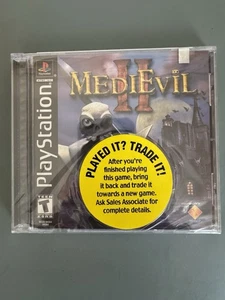 PlayStation
MEDIEVIL
II
PLAYED IT? TRADE IT!
After you're
finished playing
this game, bring
it back and trade it
towards a new game.
Ask Sales Associate for
complete details.
TEEN
T